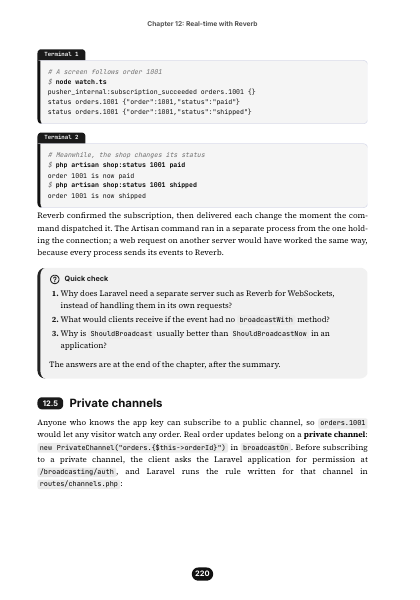 Chapter 12: Real-time with Reverb
Terminal 1
# A screen follows order 1001
$ node watch.ts
pusher_internal:subscription_succeeded orders.1001 {}
status orders.1001 {"order":1001,"status":"paid"}
status orders.1001 {"order":1001,"status":"shipped"}
Terminal 2
# Meanwhile, the shop changes its status
$ php artisan shop:status 1001 paid
order 1001 is now paid
$ php artisan shop:status 1001 shipped
order 1001 is now shipped
Reverb confirmed the subscription, then delivered each change the moment the com-
mand dispatched it. The Artisan command ran in a separate process from the one hold-
ing the connection; a web request on another server would have worked the same way,
because every process sends its events to Reverb.
Quick check
1. Why does Laravel need a separate server such as Reverb for WebSockets,
instead of handling them in its own requests?
2. What would clients receive if the event had no broadcastWith method?
3. Why is ShouldBroadcast usually better than ShouldBroadcastNow in an
application?
The answers are at the end of the chapter, after the summary.
12.5 Private channels
Anyone who knows the app key can subscribe to a public channel, so orders.1001
would let any visitor watch any order. Real order updates belong on a private channel:
new PrivateChannel("orders.{$this->orderId}") in broadcastOn. Before subscribing
to a private channel, the client asks the Laravel application for permission at
/broadcasting/auth, and Laravel runs the rule written for that channel in
routes/channels.php:
220